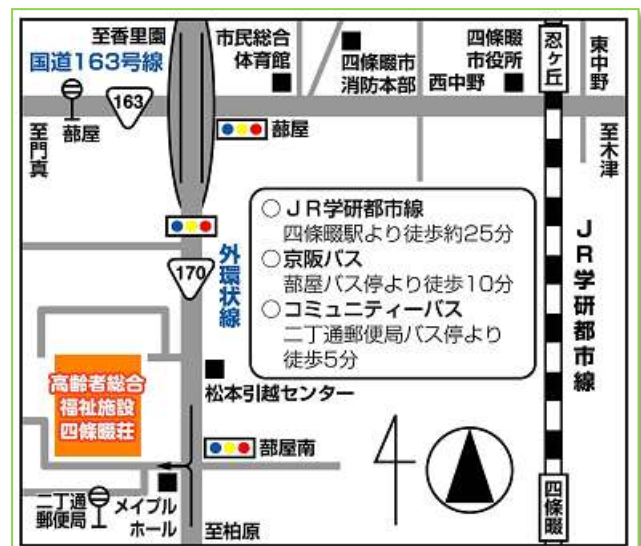 至香里園
国道163号線
市民総合
体育館
四條畷市
消防本部
四條畷
市役所
西中野
忍ヶ丘
東中野
163
至門真
蔀屋
蔀屋
至木津
○ＪＲ学研都市線
四條畷駅より徒歩約25分
○京阪バス
蔀屋バス停より徒歩10分
○コミュニティーバス
二丁通郵便局バス停より
徒歩5分
ＪＲ学研都市線
外環状線
170
高齢者総合
福祉施設
四條畷荘
松本引越センター
蔀屋南
二丁通
郵便局
メイプル
ホール
至柏原
四條畷